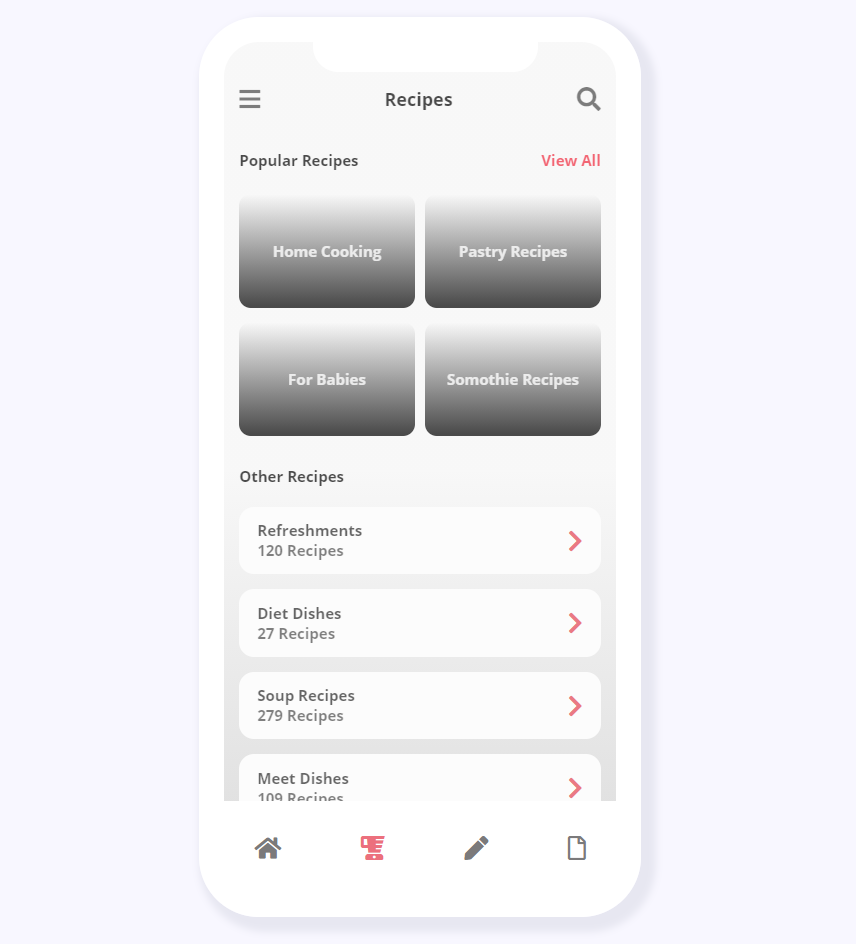 Recipes
Popular Recipes
View All
Home Cooking
Pastry Recipes
For Babies
Somothie Recipes
Other Recipes
Refreshments
120 Recipes
Diet Dishes
27 Recipes
Soup Recipes
279 Recipes
Meet Dishes
109 Recipes